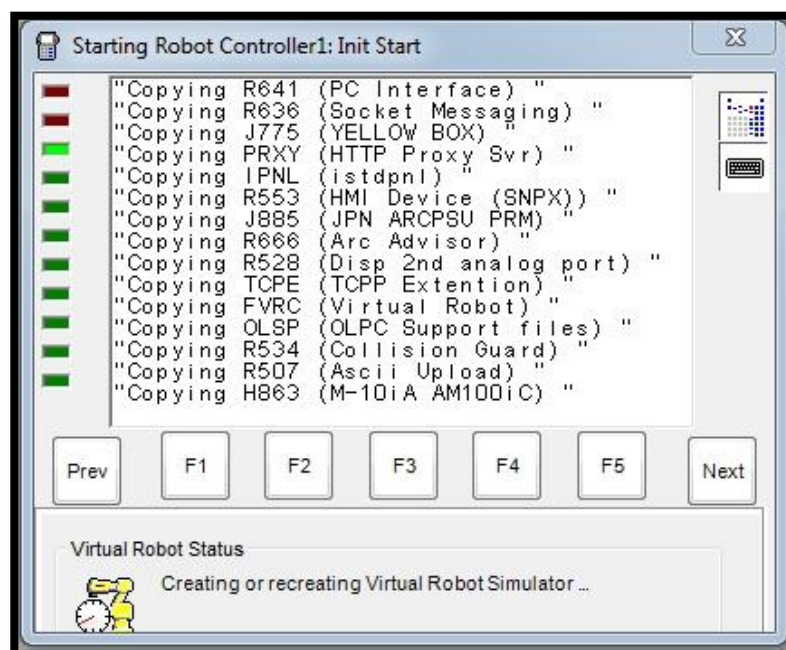 Starting Robot Controller1: Init Start
"Copying R641 (PC Interface) "
"Copying R636 (Socket Messaging) "
"Copying J775 (YELLOW BOX) "
"Copying PRXY (HTTP Proxy Svr) "
"Copying IPNL (istdpnl) "
"Copying R553 (HMI Device (SNPX)) "
"Copying J885 (JPN ARCPSU PRM) "
"Copying R666 (Arc Advisor) "
"Copying R528 (Disp 2nd analog port) "
"Copying TCPE (TCPP Extention) "
"Copying FVRC (Virtual Robot) "
"Copying OLSP (OLPC Support files) "
"Copying R534 (Collision Guard) "
"Copying R507 (Ascii Upload) "
"Copying H863 (M-10iA AM100iC) "
Prev F1 F2 F3 F4 F5 Next
Virtual Robot Status
Creating or recreating Virtual Robot Simulator ...